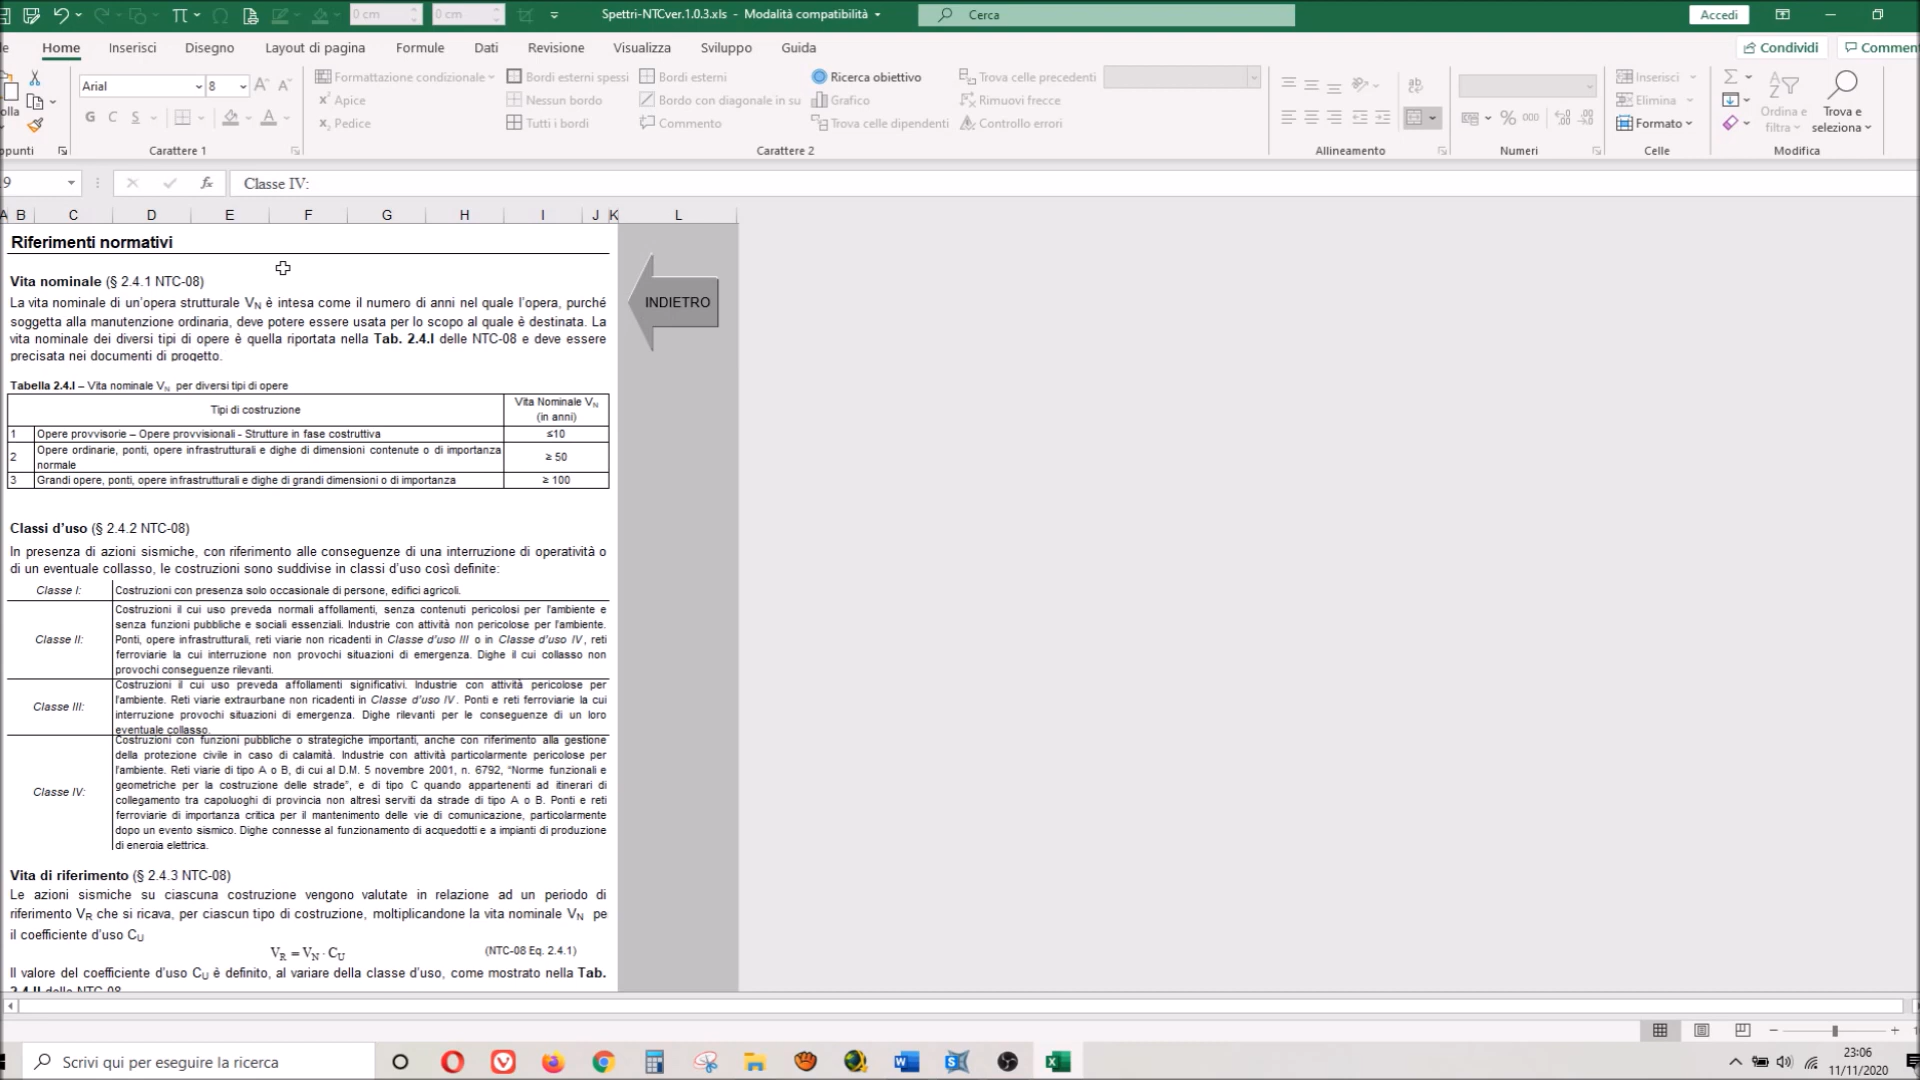 0 cm
0 cm
Spettri-NTCver.1.0.3.xls - Modalità compatibilità
Cerca
Accedi
Home
Inserisci
Disegno
Layout di pagina
Formule
Dati
Revisione
Visualizza
Sviluppo
Guida
Condividi
Arial
8
G C S
Formattazione condizionale
Apice
Pedice
Bordi esterni spessi
Nessun bordo
Tutti i bordi
Bordi esterni
Bordo con diagonale in su
Commento
Ricerca obiettivo
Grafico
Trova celle dipendenti
Trova celle precedenti
Rimuovi frecce
Controllo errori
Inserisci
Elimina
Formato
Ordina e
filtra
Trova e
seleziona
Carattere 1
Carattere 2
Allineamento
Numeri
Celle
Modifica
Classe IV:
A B C D E F G H I J K L
Riferimenti normativi
INDIETRO
Vita nominale (§ 2.4.1 NTC-08)
La vita nominale di un'opera strutturale VN è intesa come il numero di anni nel quale l'opera, purché
soggetta alla manutenzione ordinaria, deve potere essere usata per lo scopo al quale è destinata. La
vita nominale dei diversi tipi di opere è quella riportata nella Tab. 2.4.I delle NTC-08 e deve essere
precisata nei documenti di progetto.
Tabella 2.4.I – Vita nominale VN per diversi tipi di opere
Tipi di costruzione
Vita Nominale VN
(in anni)
1 Opere provvisorie – Opere provvisionali - Strutture in fase costruttiva ≤10
2 Opere ordinarie, ponti, opere infrastrutturali e dighe di dimensioni contenute o di importanza
normale ≥ 50
3 Grandi opere, ponti, opere infrastrutturali e dighe di grandi dimensioni o di importanza ≥ 100
Classi d'uso (§ 2.4.2 NTC-08)
In presenza di azioni sismiche, con riferimento alle conseguenze di una interruzione di operatività o
di un eventuale collasso, le costruzioni sono suddivise in classi d'uso così definite:
Classe I: Costruzioni con presenza solo occasionale di persone, edifici agricoli.
Classe II:
Costruzioni il cui uso preveda normali affollamenti, senza contenuti pericolosi per l'ambiente e
senza funzioni pubbliche e sociali essenziali. Industrie con attività non pericolose per l'ambiente.
Ponti, opere infrastrutturali, reti viarie non ricadenti in Classe d'uso III o in Classe d'uso IV, reti
ferroviarie la cui interruzione non provochi situazioni di emergenza. Dighe il cui collasso non
provochi conseguenze rilevanti.
Classe III:
Costruzioni il cui uso preveda affollamenti significativi. Industrie con attività pericolose per
l'ambiente. Reti viarie extraurbane non ricadenti in Classe d'uso IV. Ponti e reti ferroviarie la cui
interruzione provochi situazioni di emergenza. Dighe rilevanti per le conseguenze di un loro
eventuale collasso.
Classe IV:
Costruzioni con funzioni pubbliche o strategiche importanti, anche con riferimento alla gestione
della protezione civile in caso di calamità. Industrie con attività particolarmente pericolose per
l'ambiente. Reti viarie di tipo A o B, di cui al D.M. 5 novembre 2001, n. 6792, "Norme funzionali e
geometriche per la costruzione delle strade", e di tipo C quando appartenenti ad itinerari di
collegamento tra capoluoghi di provincia non altresì serviti da strade di tipo A o B. Ponti e reti
ferroviarie di importanza critica per il mantenimento delle vie di comunicazione, particolarmente
dopo un evento sismico. Dighe connesse al funzionamento di acquedotti e a impianti di produzione
di energia elettrica.
Vita di riferimento (§ 2.4.3 NTC-08)
Le azioni sismiche su ciascuna costruzione vengono valutate in relazione ad un periodo di
riferimento VR che si ricava, per ciascun tipo di costruzione, moltiplicandone la vita nominale VN pe
il coefficiente d'uso CU
VR = VN · CU (NTC-08 Eq. 2.4.1)
Il valore del coefficiente d'uso CU è definito, al variare della classe d'uso, come mostrato nella Tab.
2.4.II delle NTC-08
Scrivi qui per eseguire la ricerca
23:06
11/11/2020